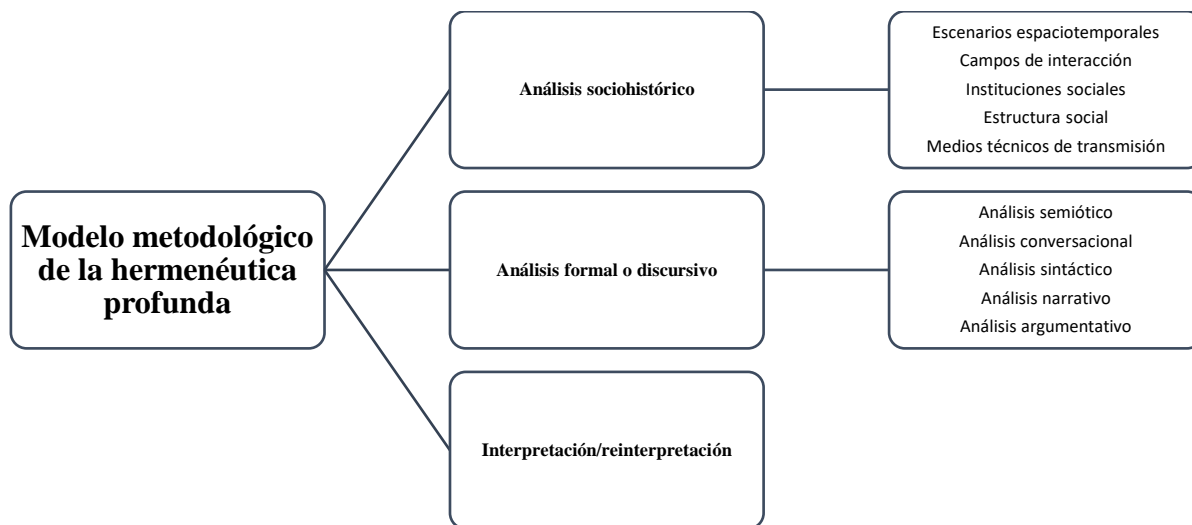 Modelo metodológico
de la hermenéutica
profunda
Análisis sociohistórico
Escenarios espaciotemporales
Campos de interacción
Instituciones sociales
Estructura social
Medios técnicos de transmisión
Análisis formal o discursivo
Análisis semiótico
Análisis conversacional
Análisis sintáctico
Análisis narrativo
Análisis argumentativo
Interpretación/reinterpretación